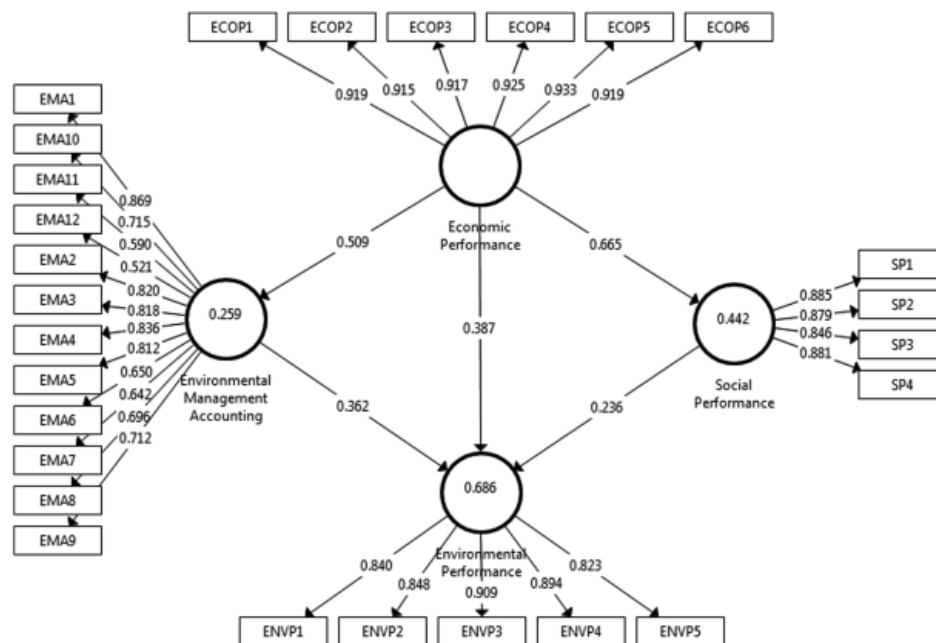 ECOP1 ECOP2 ECOP3 ECOP4 ECOP5 ECOP6
0.919 0.915 0.917 0.925 0.933 0.919
EMA1
EMA10
EMA11
EMA12
EMA2
EMA3
EMA4
EMA5
EMA6
EMA7
EMA8
EMA9
0.869
0.715
0.590
0.521
0.820
0.818
0.836
0.812
0.650
0.642
0.696
0.712
Economic
Performance
0.509
0.665
0.387
0.259
Environmental
Management
Accounting
0.442
Social
Performance
0.885
0.879
0.846
0.881
SP1
SP2
SP3
SP4
0.362
0.236
0.686
Environmental
Performance
0.840 0.848 0.909 0.894 0.823
ENVP1 ENVP2 ENVP3 ENVP4 ENVP5